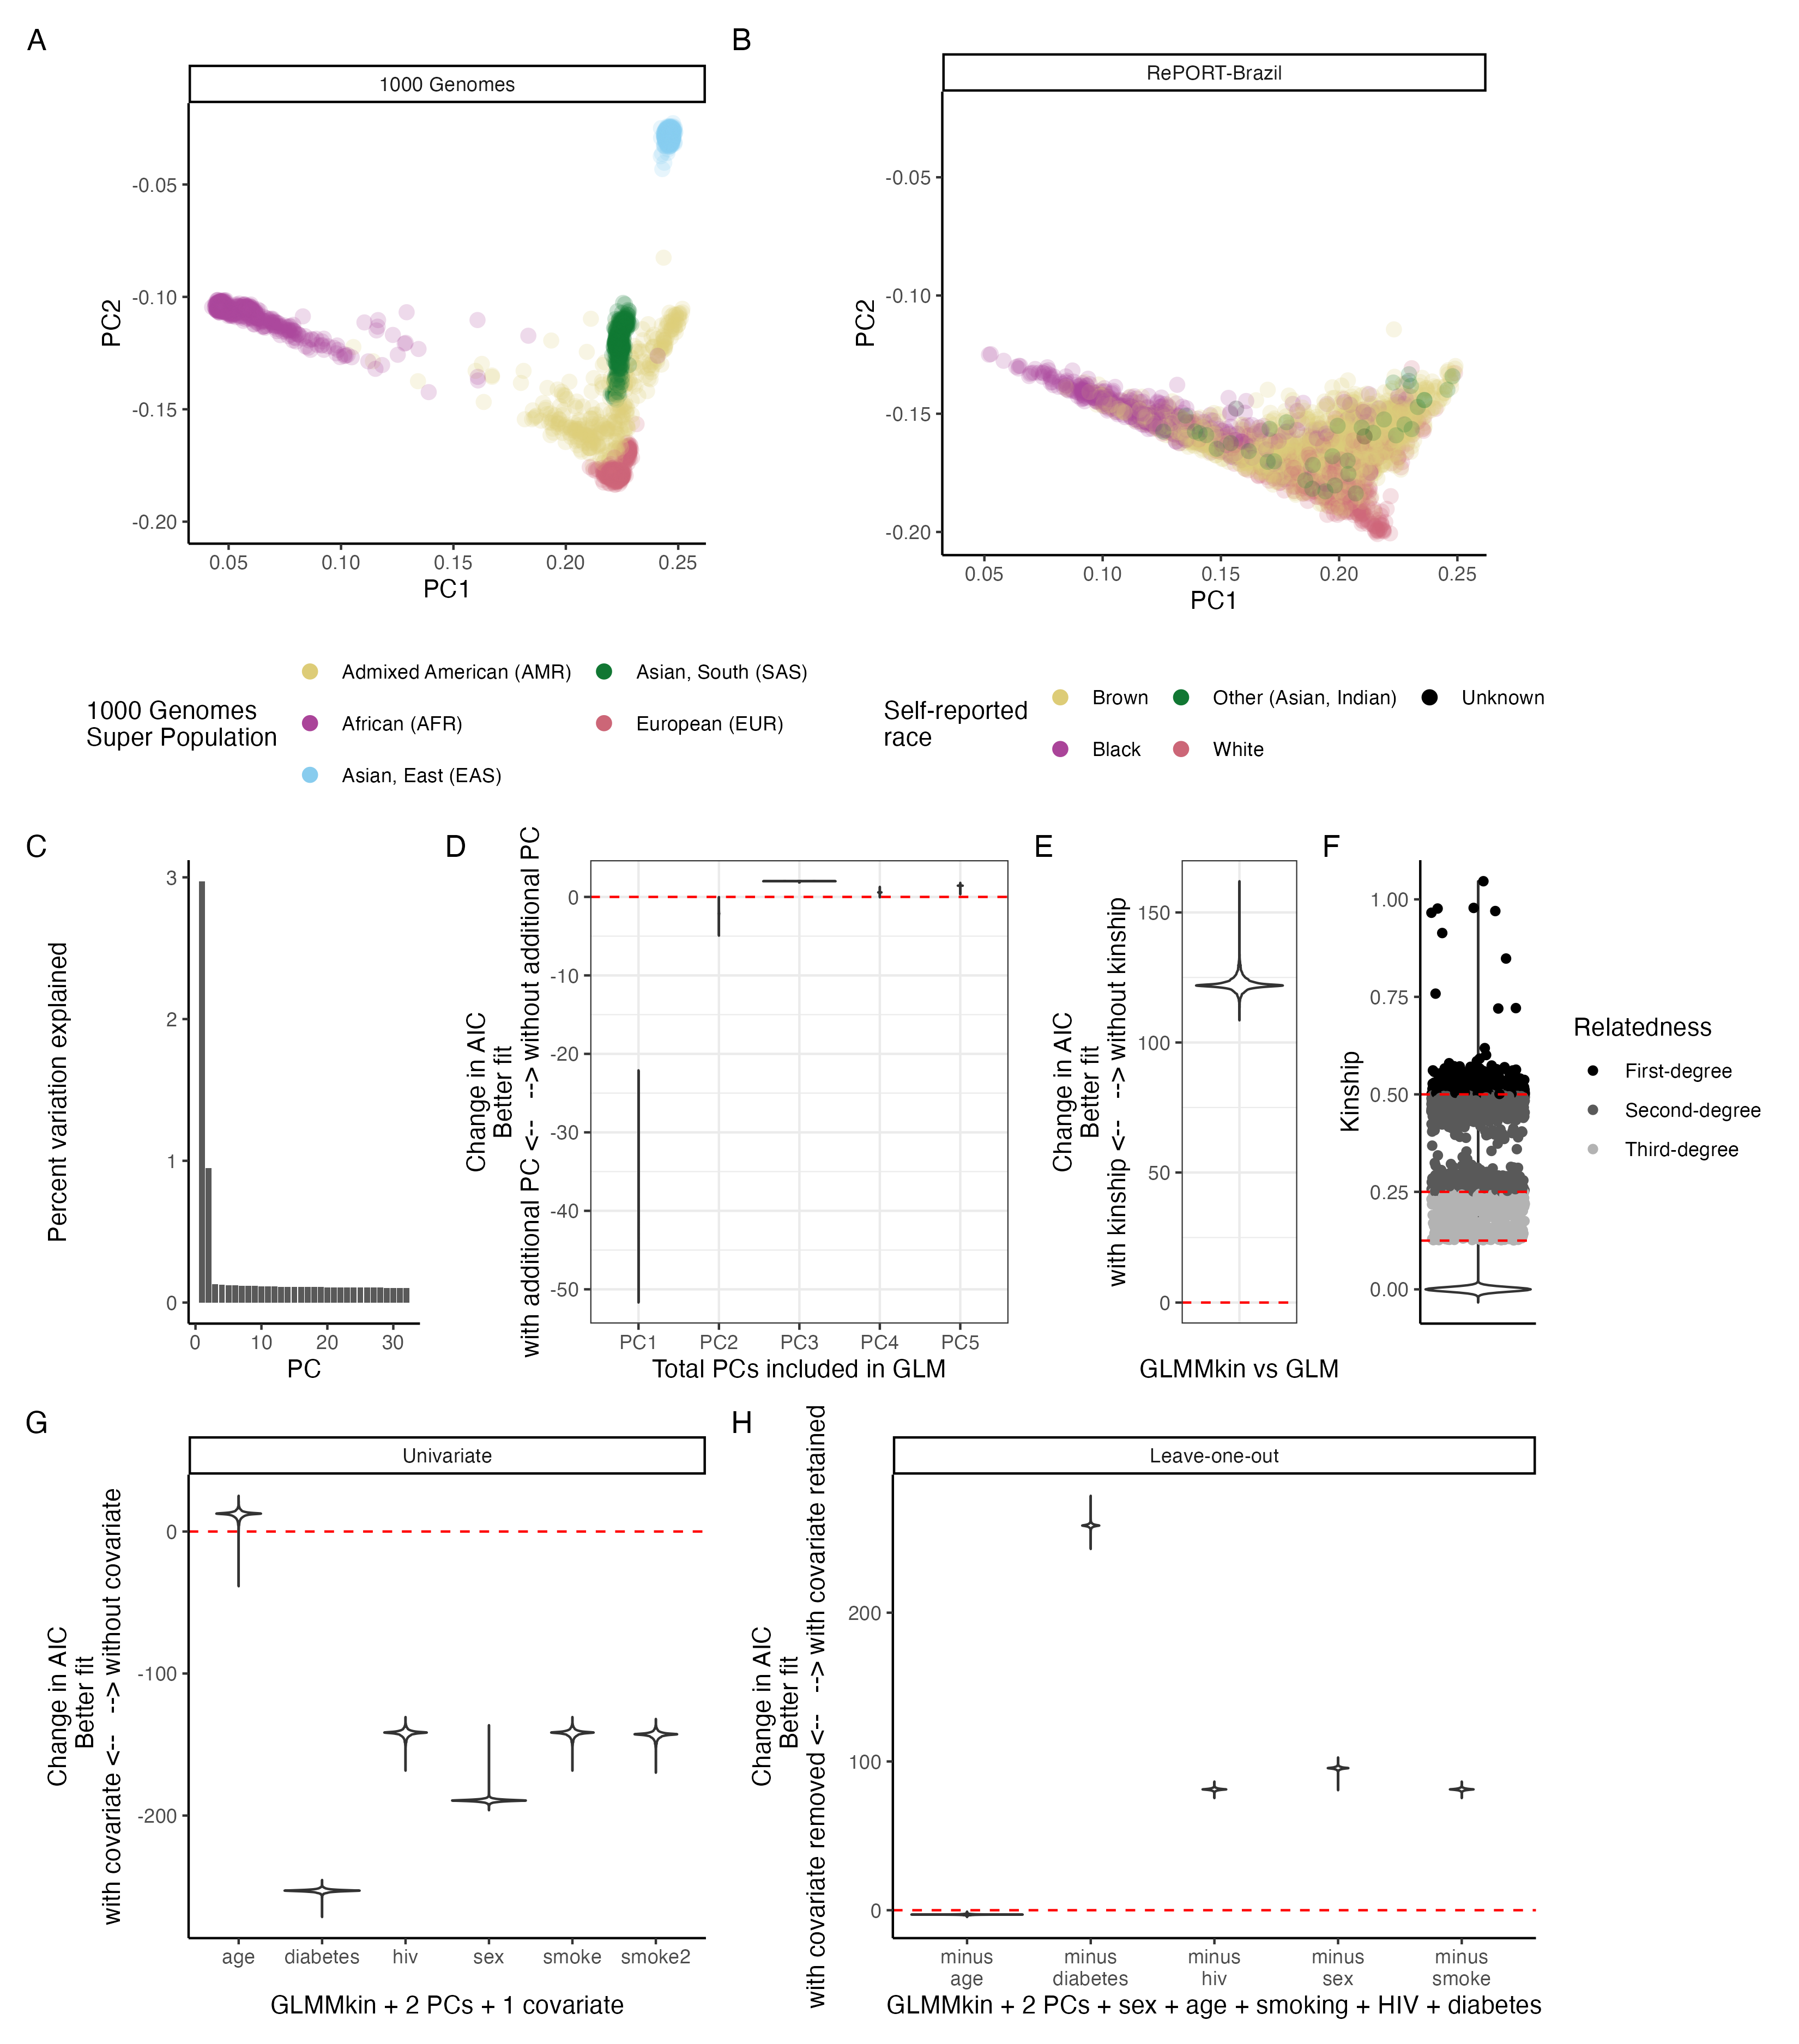 A
1000 Genomes
PC2
-0.05
-0.10
-0.15
-0.20
0.05 0.10 0.15 0.20 0.25
PC1
B
RePORT-Brazil
PC2
-0.05
-0.10
-0.15
-0.20
0.05 0.10 0.15 0.20 0.25
PC1
1000 Genomes
Super Population
Admixed American (AMR)
African (AFR)
Asian, East (EAS)
Asian, South (SAS)
European (EUR)
Self-reported
race
Brown
Black
Other (Asian, Indian)
White
Unknown
C
Percent variation explained
3
2
1
0
0 10 20 30
PC
D
Change in AIC
Better fit
with additional PC <-- --> without additional PC
0
-10
-20
-30
-40
-50
PC1 PC2 PC3 PC4 PC5
Total PCs included in GLM
E
Change in AIC
Better fit
with kinship <-- --> without kinship
150
100
50
0
GLMMkin vs GLM
F
Kinship
1.00
0.75
0.50
0.25
0.00
Relatedness
First-degree
Second-degree
Third-degree
G
Univariate
Change in AIC
Better fit
with covariate <-- --> without covariate
0
-100
-200
age diabetes hiv sex smoke smoke2
GLMMkin + 2 PCs + 1 covariate
H
Leave-one-out
Change in AIC
Better fit
with covariate removed <-- --> with covariate retained
200
100
0
minus minus minus minus minus
age diabetes hiv sex smoke
GLMMkin + 2 PCs + sex + age + smoking + HIV + diabetes